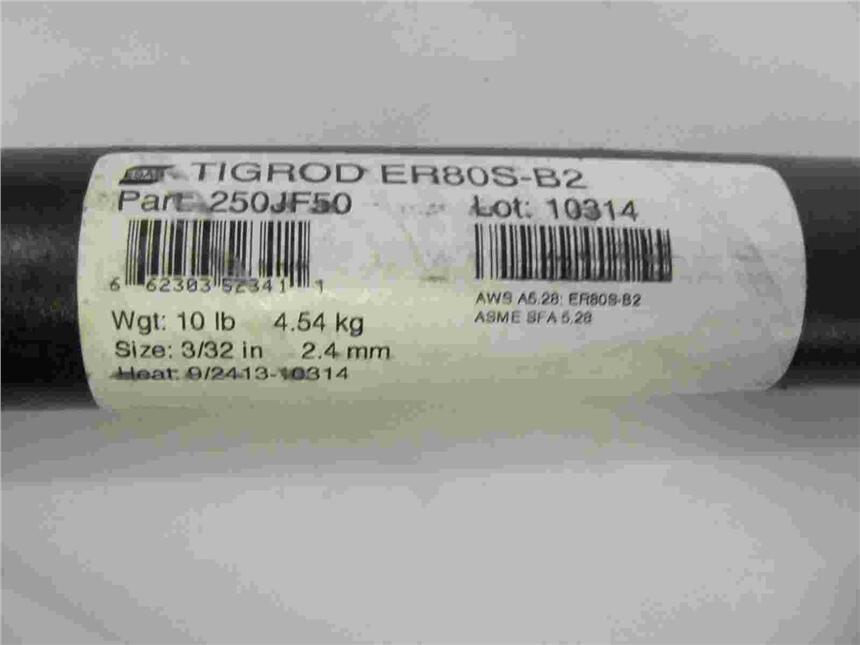 ESAB TIGROD ER80S-B2
Part: 250JF50
Lot: 10314
6 62303 52341 1
AWS A5.28: ER80S-B2
ASME SFA 5.28
Wgt: 10 lb 4.54 kg
Size: 3/32 in 2.4 mm
Heat: 9/2413-10314